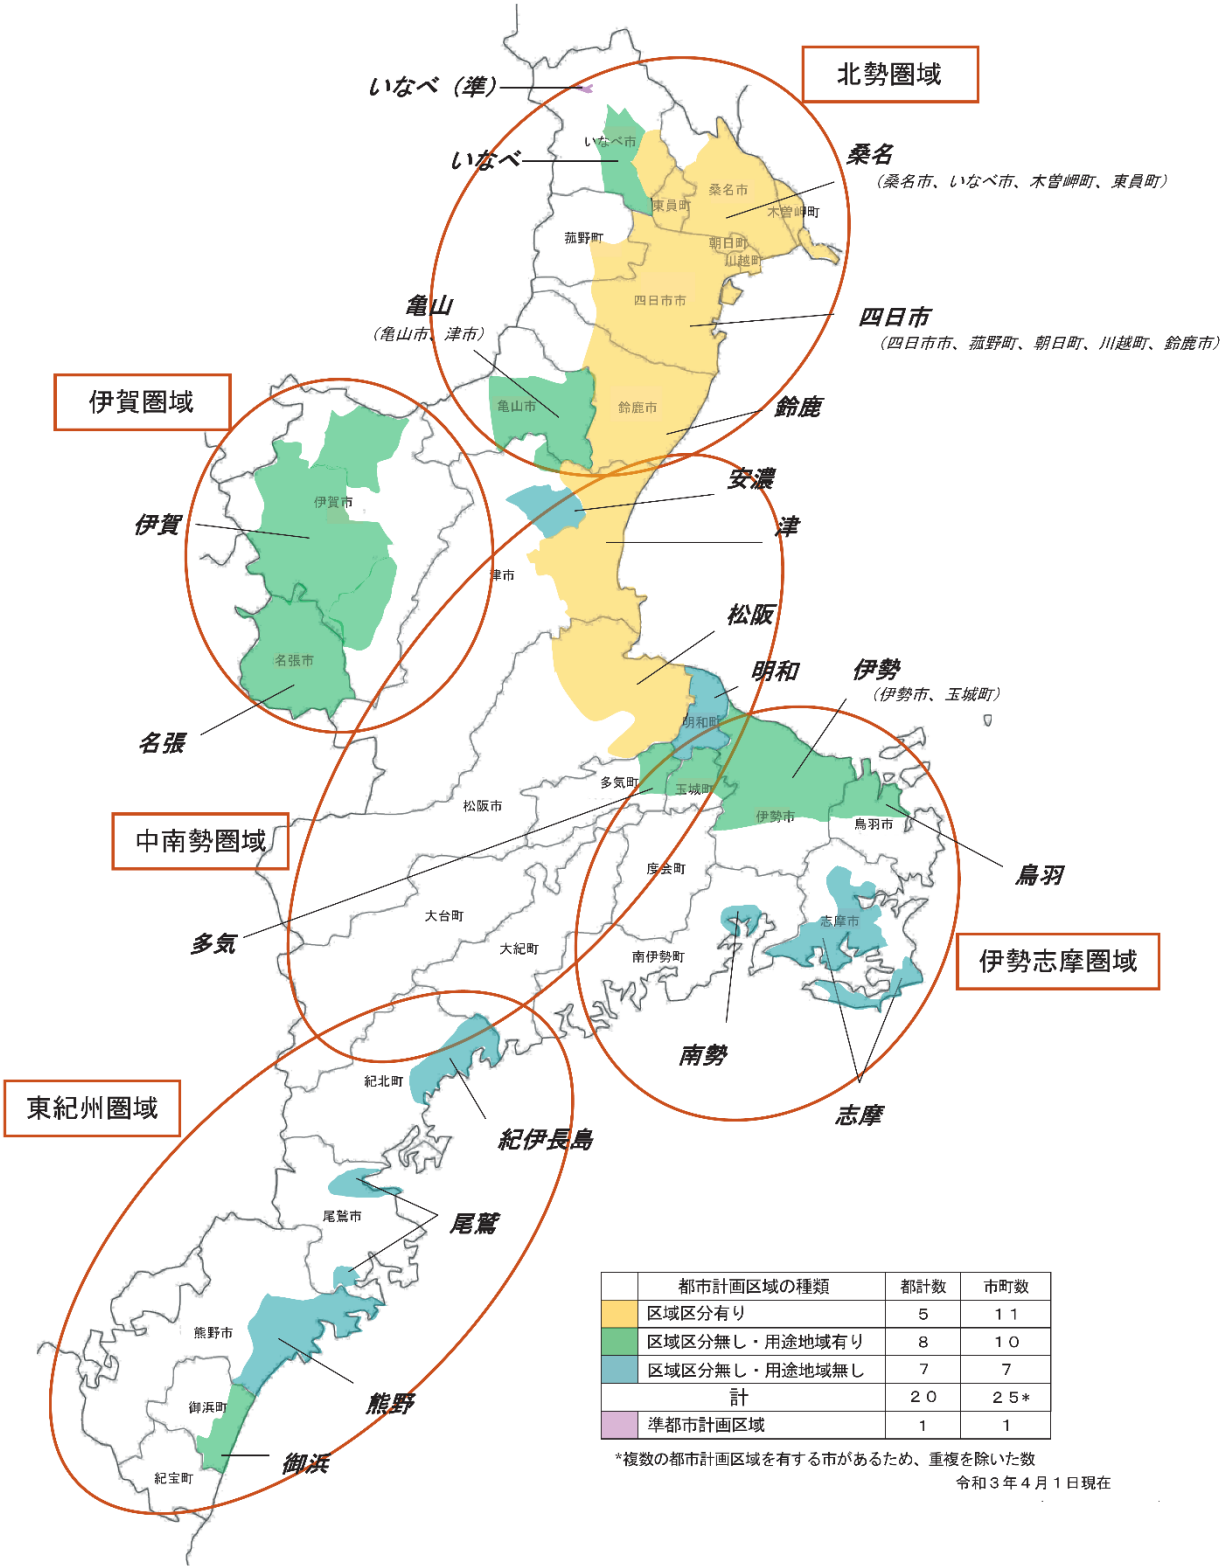 北勢圏域
いなべ（準）
いなべ市
いなべ
桑名
（桑名市、いなべ市、木曽岬町、東員町）
桑名市
東員町
木曽岬町
菰野町
朝日町
川越町
四日市市
亀山
（亀山市、津市）
四日市
（四日市市、菰野町、朝日町、川越町、鈴鹿市）
伊賀圏域
亀山市
鈴鹿市
鈴鹿
安濃
伊賀市
伊賀
津
津市
松阪
名張市
明和
伊勢
（伊勢市、玉城町）
名張
明和町
多気町
玉城町
松阪市
伊勢市
鳥羽市
中南勢圏域
度会町
鳥羽
大台町
志摩市
多気
大紀町
南伊勢町
伊勢志摩圏域
南勢
紀北町
東紀州圏域
志摩
紀伊長島
尾鷲市
尾鷲
熊野市
御浜町
熊野
御浜
紀宝町
都市計画区域の種類 都計数 市町数
区域区分有り 5 11
区域区分無し・用途地域有り 8 10
区域区分無し・用途地域無し 7 7
計 20 25*
準都市計画区域 1 1
*複数の都市計画区域を有する市があるため、重複を除いた数
令和３年４月１日現在